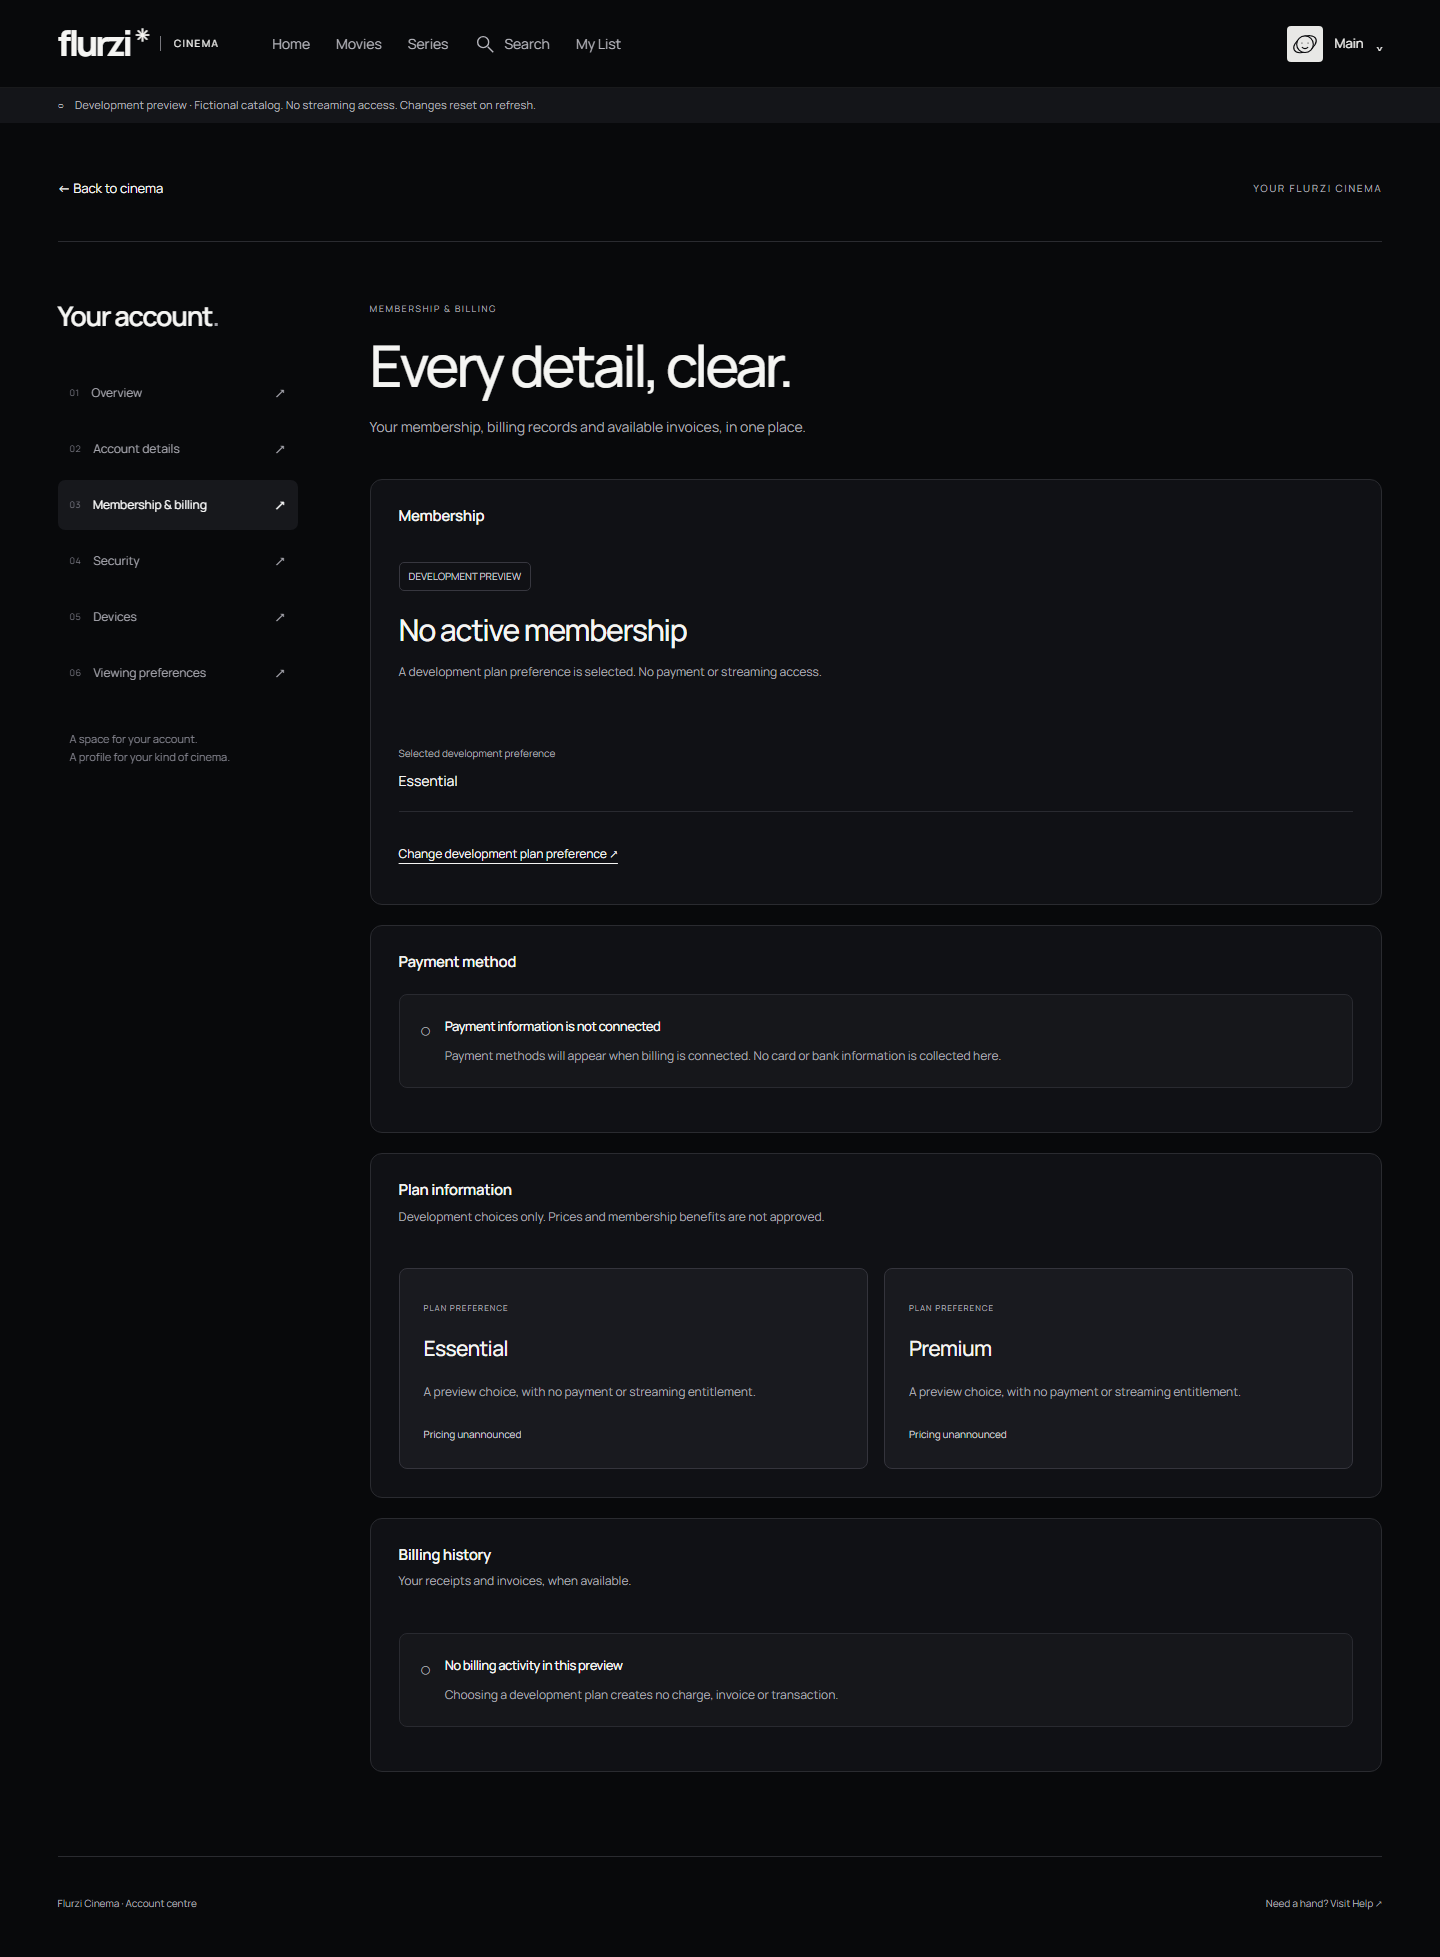 flurzi* CINEMA Home Movies Series Search My List Main
Development preview · Fictional catalog. No streaming access. Changes reset on refresh.
← Back to cinema
YOUR FLURZI CINEMA
Your account.
01 Overview ↗
02 Account details ↗
03 Membership & billing ↗
04 Security ↗
05 Devices ↗
06 Viewing preferences ↗
A space for your account.
A profile for your kind of cinema.
MEMBERSHIP & BILLING
Every detail, clear.
Your membership, billing records and available invoices, in one place.
Membership
DEVELOPMENT PREVIEW
No active membership
A development plan preference is selected. No payment or streaming access.
Selected development preference
Essential
Change development plan preference ↗
Payment method
Payment information is not connected
Payment methods will appear when billing is connected. No card or bank information is collected here.
Plan information
Development choices only. Prices and membership benefits are not approved.
PLAN PREFERENCE
Essential
A preview choice, with no payment or streaming entitlement.
Pricing unannounced
PLAN PREFERENCE
Premium
A preview choice, with no payment or streaming entitlement.
Pricing unannounced
Billing history
Your receipts and invoices, when available.
No billing activity in this preview
Choosing a development plan creates no charge, invoice or transaction.
Flurzi Cinema · Account centre
Need a hand? Visit Help ↗